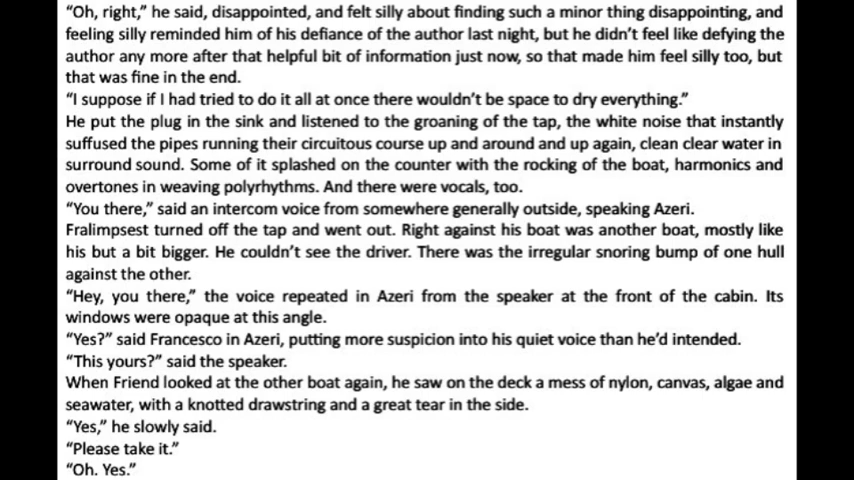 “Oh, right,” he said, disappointed, and felt silly about finding such a minor thing disappointing, and
feeling silly reminded him of his defiance of the author last night, but he didn’t feel like defying the
author any more after that helpful bit of information just now, so that made him feel silly too, but
that was fine in the end.
“I suppose if I had tried to do it all at once there wouldn’t be space to dry everything.”
He put the plug in the sink and listened to the groaning of the tap, the white noise that instantly
suffused the pipes running their circuitous course up and around and up again, clean clear water in
surround sound. Some of it splashed on the counter with the rocking of the boat, harmonics and
overtones in weaving polyrhythms. And there were vocals, too.
“You there,” said an intercom voice from somewhere generally outside, speaking Azeri.
Fralimpsest turned off the tap and went out. Right against his boat was another boat, mostly like
his but a bit bigger. He couldn’t see the driver. There was the irregular snoring bump of one hull
against the other.
“Hey, you there,” the voice repeated in Azeri from the speaker at the front of the cabin. Its
windows were opaque at this angle.
“Yes?” said Francesco in Azeri, putting more suspicion into his quiet voice than he’d intended.
“This yours?” said the speaker.
When Friend looked at the other boat again, he saw on the deck a mess of nylon, canvas, algae and
seawater, with a knotted drawstring and a great tear in the side.
“Yes,” he slowly said.
“Please take it.”
“Oh. Yes.”